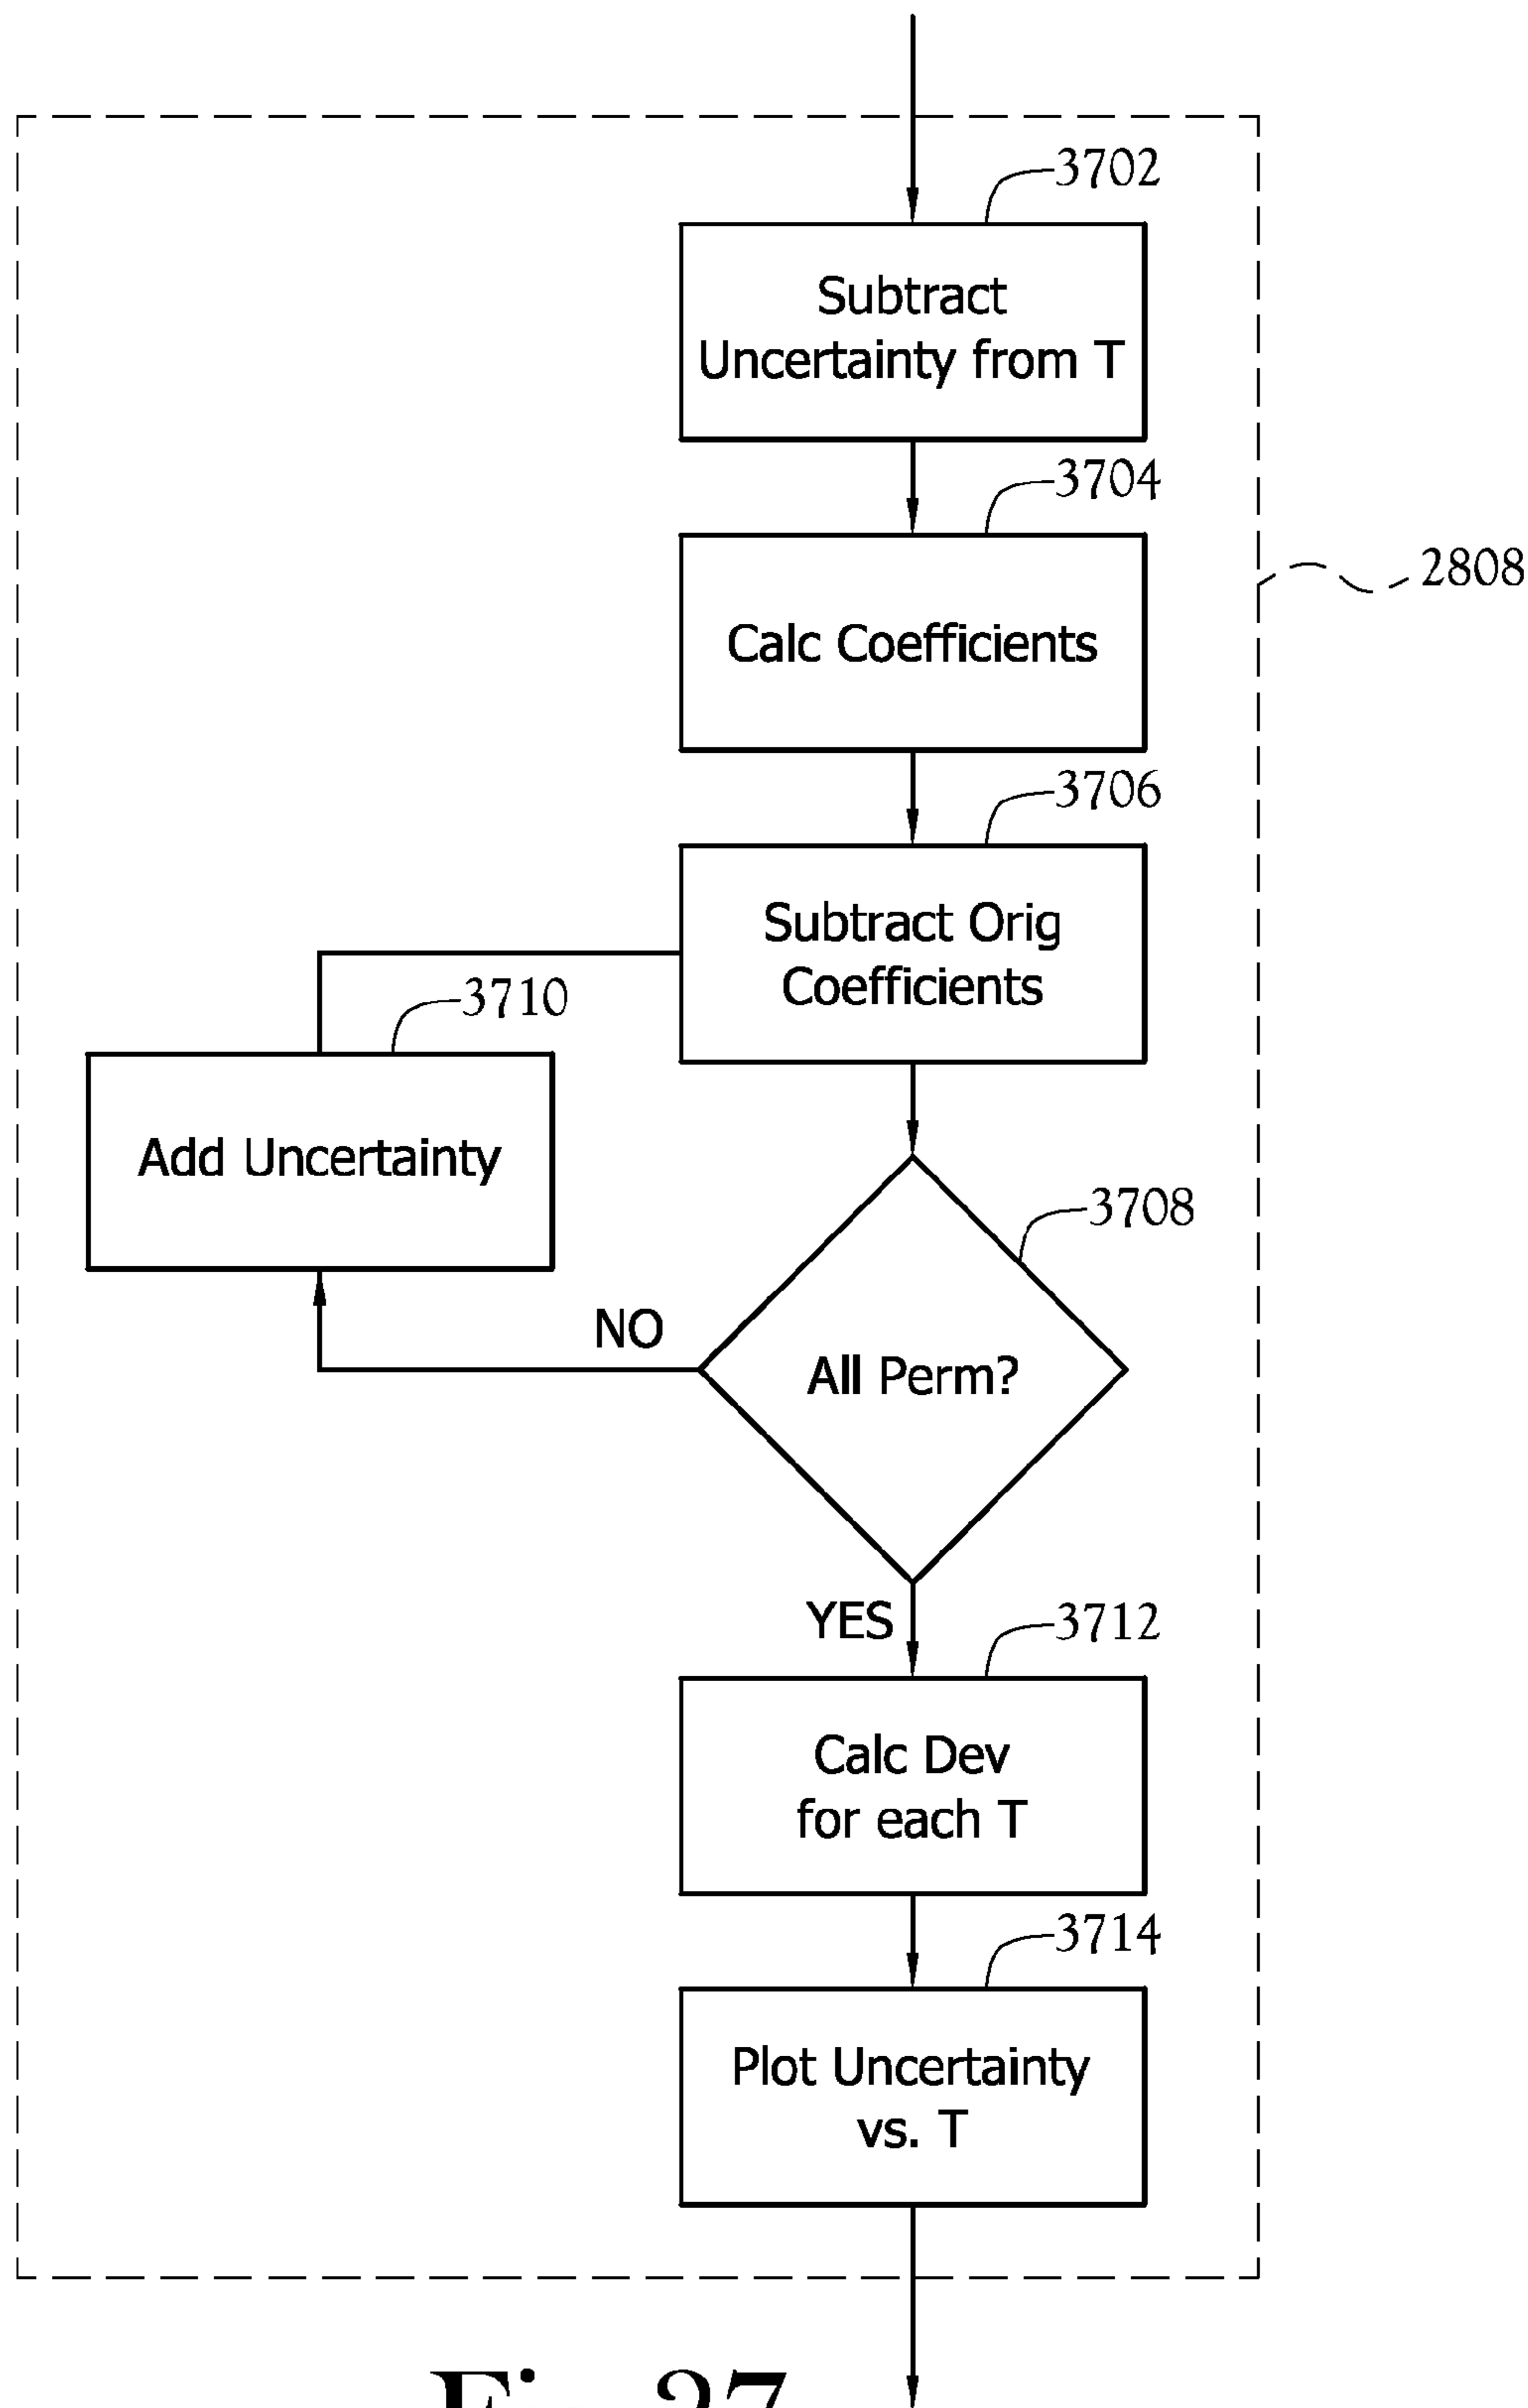 3702
Subtract
Uncertainty from T
3704
Calc Coefficients
2808
3706
Subtract Orig
Coefficients
3710
Add Uncertainty
3708
NO
All Perm?
YES
3712
Calc Dev
for each T
3714
Plot Uncertainty
vs. T